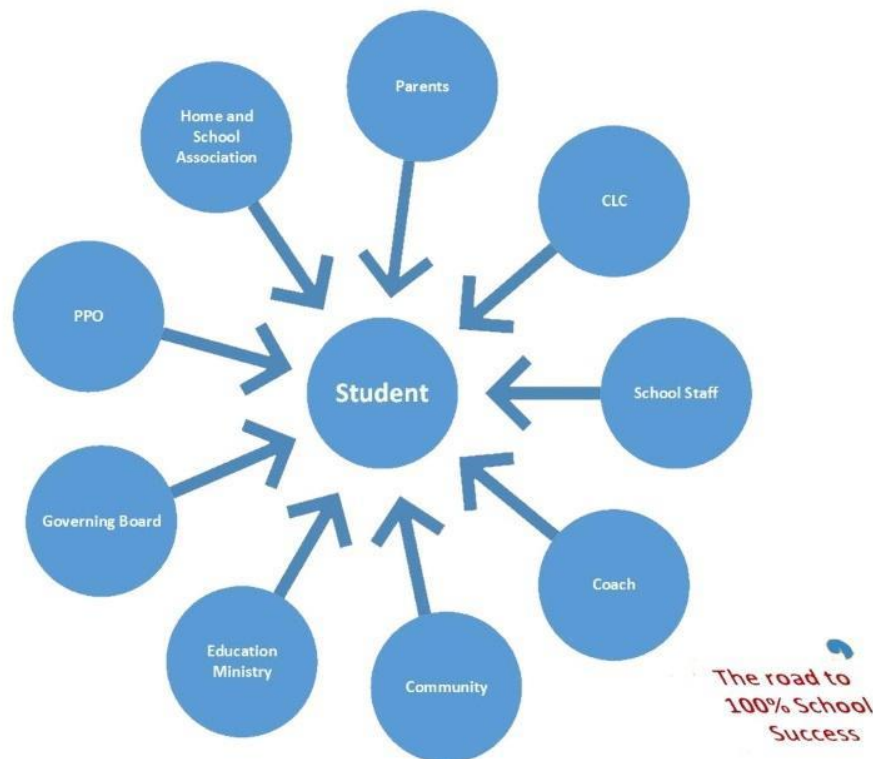 Parents
Home and
School
Association
CLC
PPO
Student
School Staff
Governing Board
Coach
Education
Ministry
Community
The road to
100% School
Success